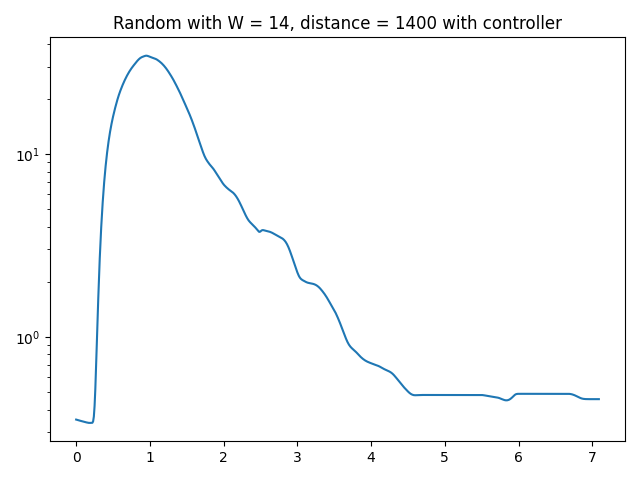 Random with W = 14, distance = 1400 with controller
10¹
10⁰
0 1 2 3 4 5 6 7